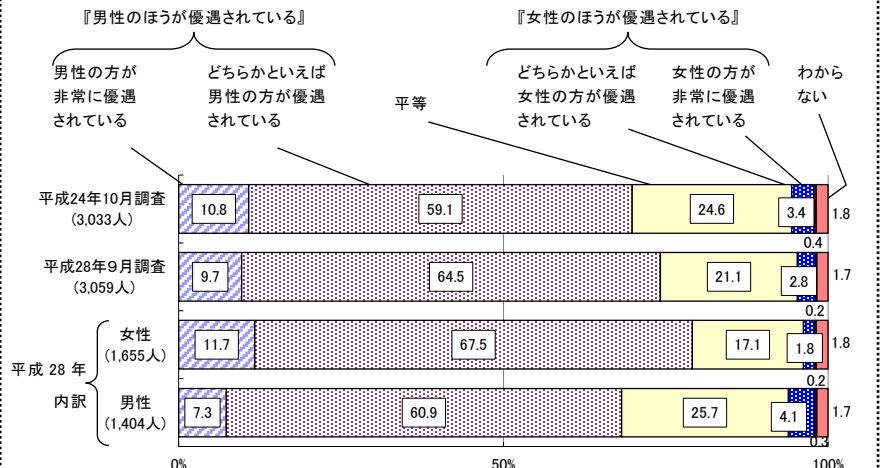 『男性のほうが優遇されている』
『女性のほうが優遇されている』
男性の方が
非常に優遇
されている
どちらかといえば
男性の方が優遇
されている
平等
どちらかといえば
女性の方が優遇
されている
女性の方が
非常に優遇
されている
わから
ない
平成24年10月調査
(3,033人)
10.8
59.1
24.6
3.4
1.8
0.4
平成28年9月調査
(3,059人)
9.7
64.5
21.1
2.8
1.7
0.2
平成 28 年
内訳
女性
(1,655人)
11.7
67.5
17.1
1.8
1.8
0.2
男性
(1,404人)
7.3
60.9
25.7
4.1
1.7
0.3
0%
50%
100%